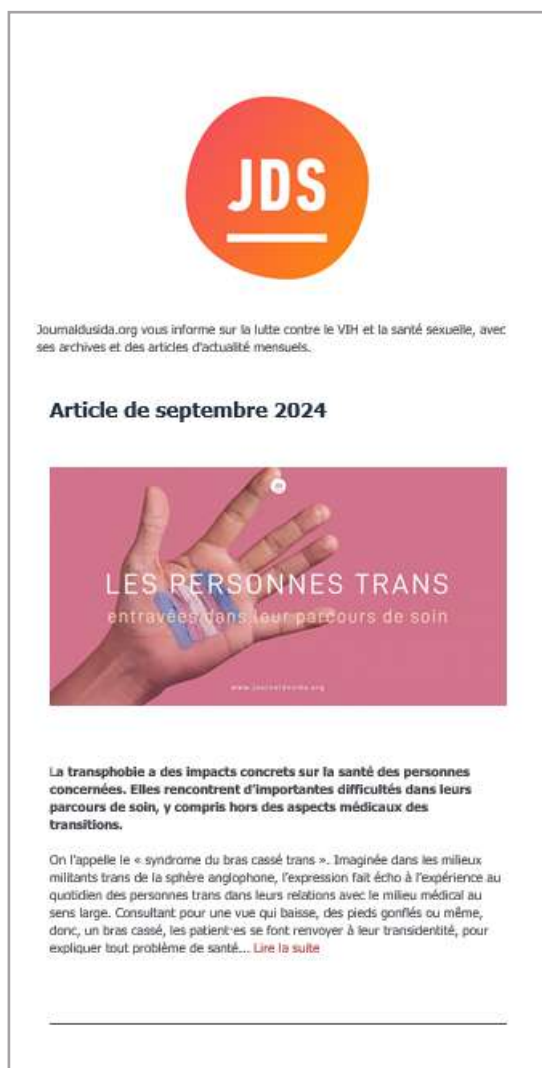 JDS
Journaldusida.org vous informe sur la lutte contre le VIH et la santé sexuelle, avec
ses archives et des articles d'actualité mensuels.
Article de septembre 2024
LES PERSONNES TRANS
entravées dans leur parcours de soin
www.journaldusida.org
La transphobie a des impacts concrets sur la santé des personnes
concernées. Elles rencontrent d'importantes difficultés dans leurs
parcours de soin, y compris hors des aspects médicaux des
transitions.
On l'appelle le « syndrome du bras cassé trans ». Imaginée dans les milieux
militants trans de la sphère anglophone, l'expression fait écho à l'expérience au
quotidien des personnes trans dans leurs relations avec le milieu médical au
sens large. Consultant pour une vue qui baisse, des pieds gonflés ou même,
donc, un bras cassé, les patient·es se font renvoyer à leur transidentité, pour
expliquer tout problème de santé... Lire la suite